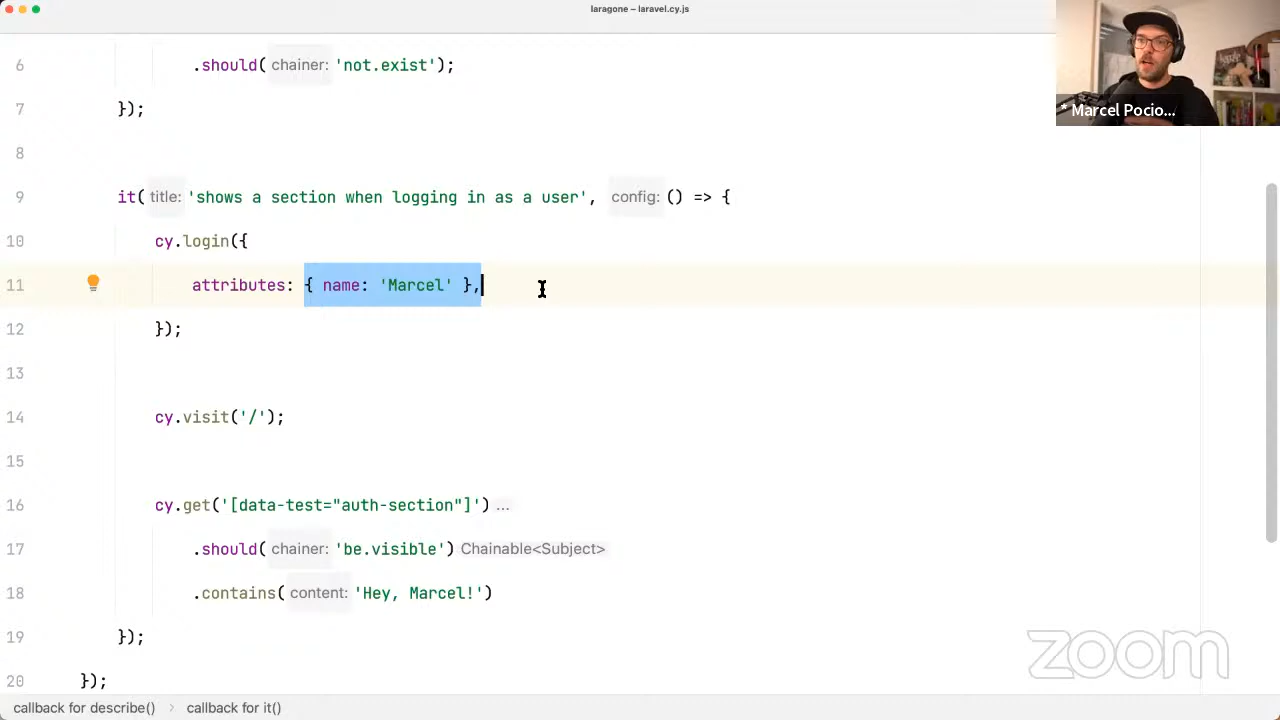 laragone – laravel.cy.js
* Marcel Pocio...
6 .should( chainer: 'not.exist');
7 });
8
9 it( title: 'shows a section when logging in as a user', config: () => {
10 cy.login({
11 attributes: { name: 'Marcel' },
12 });
13
14 cy.visit('/');
15
16 cy.get('[data-test="auth-section"]') ...
17 .should( chainer: 'be.visible') Chainable<Subject>
18 .contains( content: 'Hey, Marcel!')
19 });
20 });
zoom
callback for describe() › callback for it()